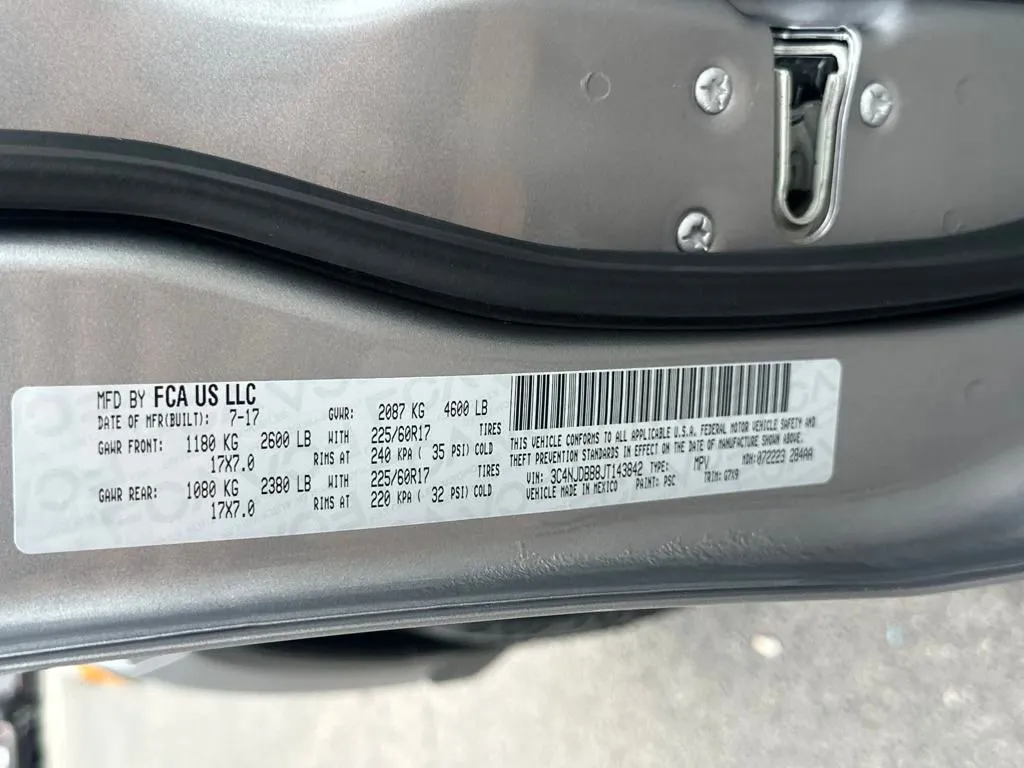 MFD BY FCA US LLC
DATE OF MFR(BUILT): 7-17 GVWR: 2087 KG 4600 LB
GAWR FRONT: 1180 KG 2600 LB WITH 225/60R17 TIRES
17X7.0 RIMS AT 240 KPA ( 35 PSI) COLD
GAWR REAR: 1080 KG 2380 LB WITH 225/60R17 TIRES
17X7.0 RIMS AT 220 KPA ( 32 PSI) COLD
THIS VEHICLE CONFORMS TO ALL APPLICABLE U.S.A. FEDERAL MOTOR VEHICLE SAFETY AND
THEFT PREVENTION STANDARDS IN EFFECT ON THE DATE OF MANUFACTURE SHOWN ABOVE.
VIN: 3C4NJDBB8JT143842 TYPE: MPV MDH:072223 284AA
VEHICLE MADE IN MEXICO PAINT: PSC TRIM: G7X9